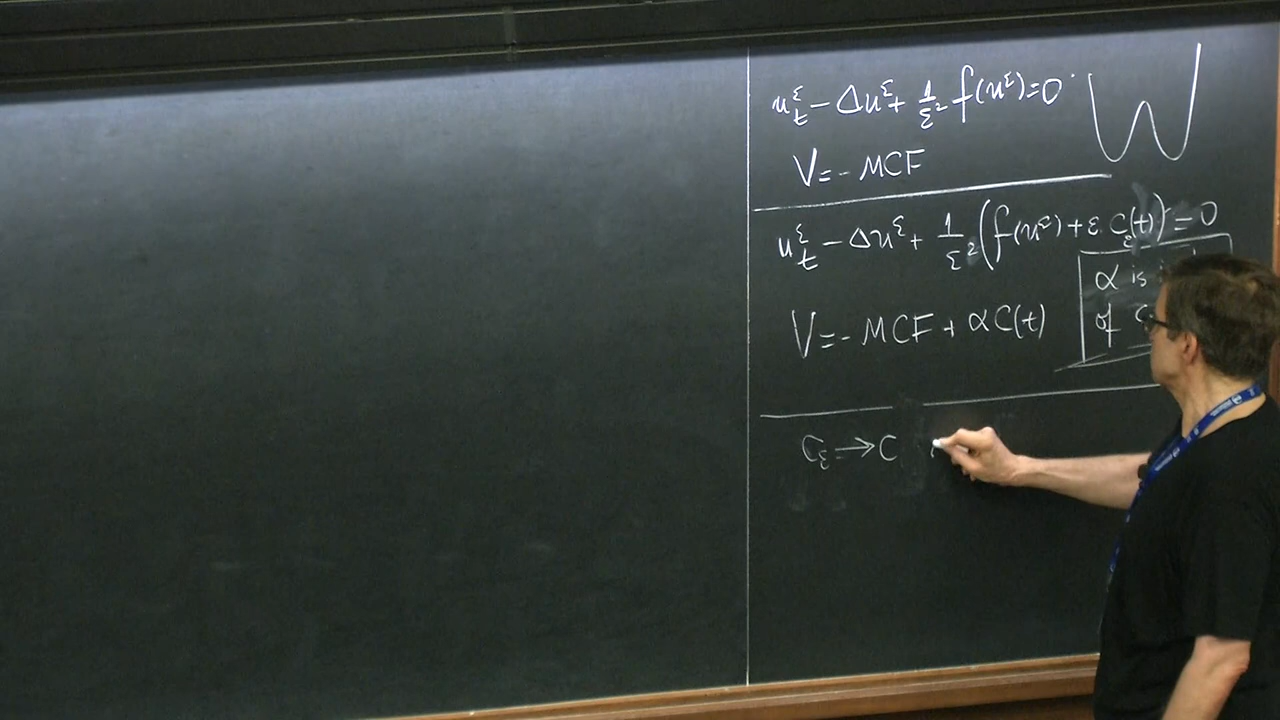 u^ε_t − Δu^ε + 1/ε² f(u^ε) = 0
V = − MCF
u^ε_t − Δu^ε + 1/ε² (f(u^ε) + ε C_ε(t)) = 0
V = − MCF + α C(t)
α is
of
C_ε → C